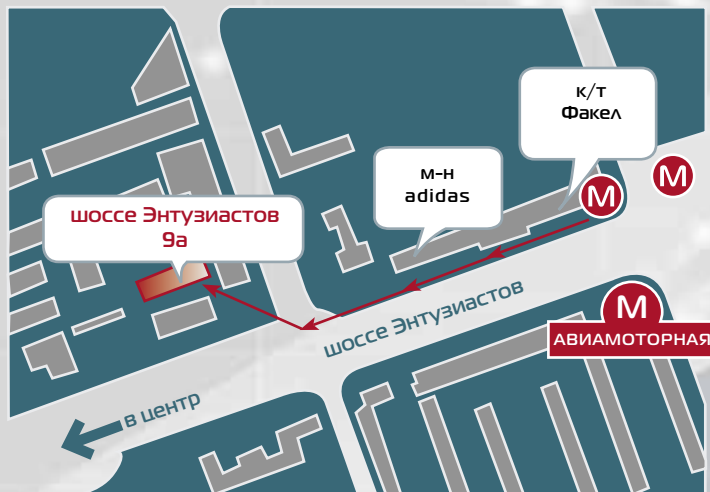 к/т
Факел
М
М
м-н
adidas
шоссе Энтузиастов
9а
М
АВИАМОТОРНАЯ
шоссе Энтузиастов
в центр